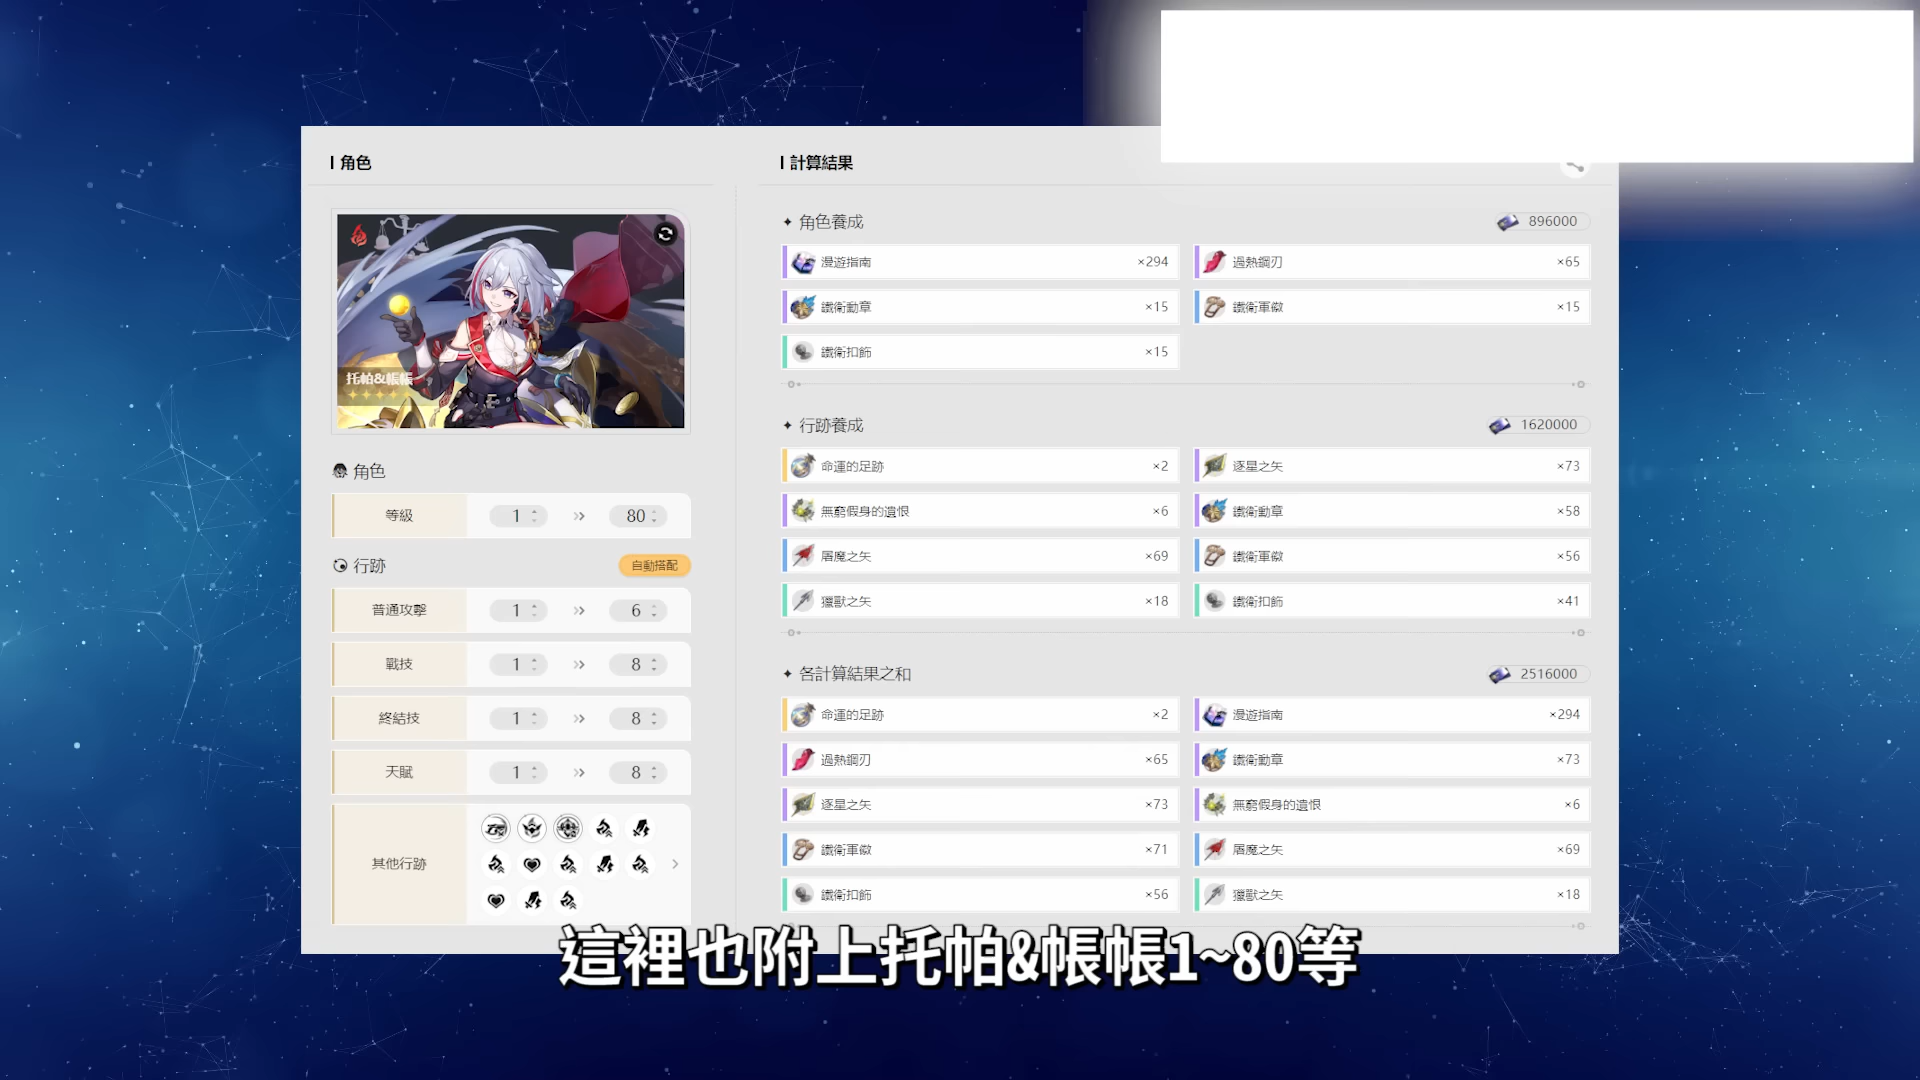 角色
托帕&帳帳
角色
等級 1 » 80
行跡 自動搭配
普通攻擊 1 » 6
戰技 1 » 8
終結技 1 » 8
天賦 1 » 8
其他行跡
計算結果
角色養成 896000
漫遊指南 ×294
過熱鋼刃 ×65
鐵衛勳章 ×15
鐵衛軍徽 ×15
鐵衛扣飾 ×15
行跡養成 1620000
命運的足跡 ×2
逐星之矢 ×73
無窮假身的遺恨 ×6
鐵衛勳章 ×58
屠魔之矢 ×69
鐵衛軍徽 ×56
獵獸之矢 ×18
鐵衛扣飾 ×41
各計算結果之和 2516000
命運的足跡 ×2
漫遊指南 ×294
過熱鋼刃 ×65
鐵衛勳章 ×73
逐星之矢 ×73
無窮假身的遺恨 ×6
鐵衛軍徽 ×71
屠魔之矢 ×69
鐵衛扣飾 ×56
獵獸之矢 ×18
這裡也附上托帕&帳帳1~80等